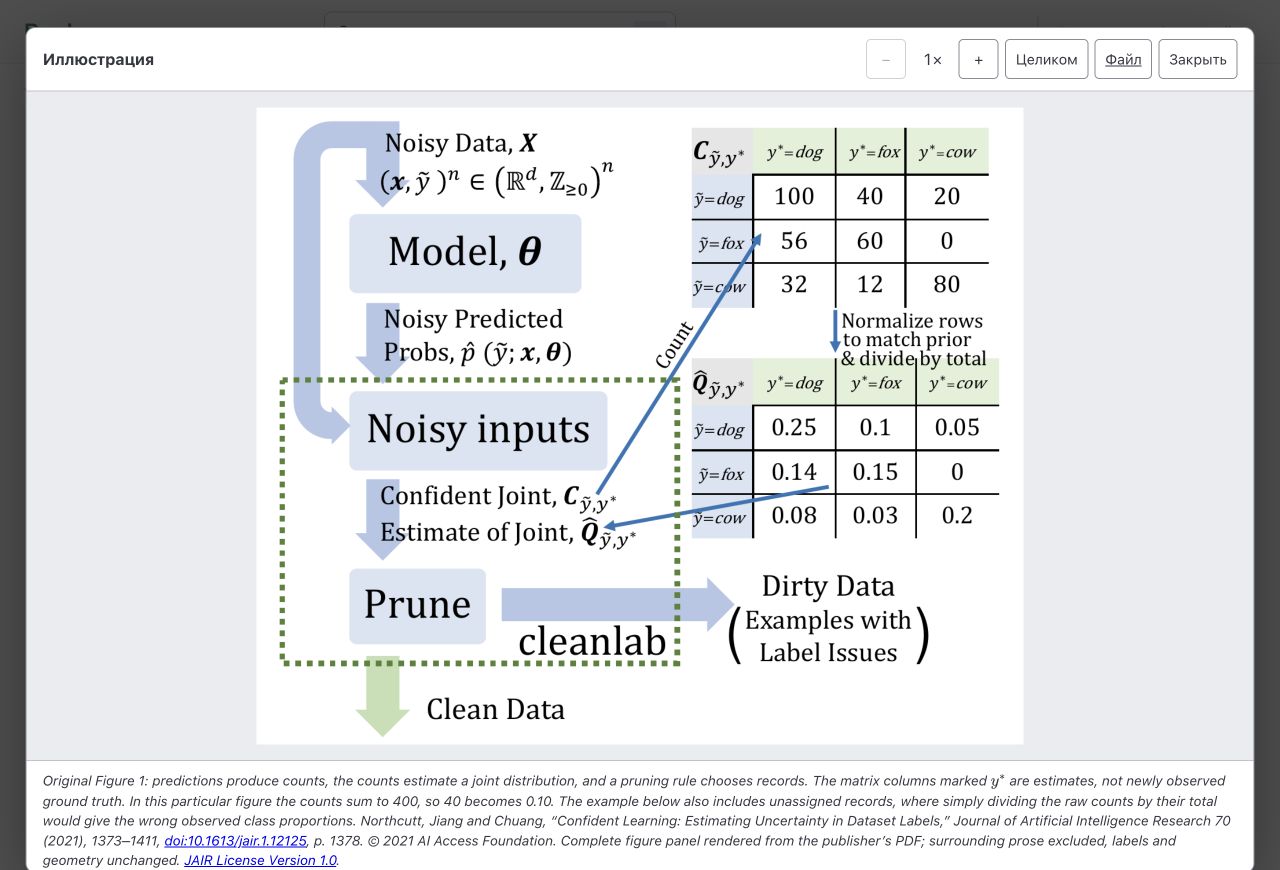 Иллюстрация
− 1× + Целиком Файл Закрыть
Noisy Data, X
(x, ỹ )ⁿ ∈ (ℝᵈ, ℤ≥0)ⁿ
Model, θ
Noisy Predicted
Probs, p̂ (ỹ; x, θ)
Noisy inputs
Confident Joint, C ỹ,y*
Estimate of Joint, Q̂ ỹ,y*
Prune
cleanlab
Clean Data
Count
C ỹ,y* y*=dog y*=fox y*=cow
ỹ=dog 100 40 20
ỹ=fox 56 60 0
ỹ=cow 32 12 80
Normalize rows
to match prior
& divide by total
Q̂ ỹ,y* y*=dog y*=fox y*=cow
ỹ=dog 0.25 0.1 0.05
ỹ=fox 0.14 0.15 0
ỹ=cow 0.08 0.03 0.2
Dirty Data
(Examples with
Label Issues)
Original Figure 1: predictions produce counts, the counts estimate a joint distribution, and a pruning rule chooses records. The matrix columns marked y* are estimates, not newly observed
ground truth. In this particular figure the counts sum to 400, so 40 becomes 0.10. The example below also includes unassigned records, where simply dividing the raw counts by their total
would give the wrong observed class proportions. Northcutt, Jiang and Chuang, “Confident Learning: Estimating Uncertainty in Dataset Labels,” Journal of Artificial Intelligence Research 70
(2021), 1373–1411, doi:10.1613/jair.1.12125, p. 1378. © 2021 AI Access Foundation. Complete figure panel rendered from the publisher’s PDF; surrounding prose excluded, labels and
geometry unchanged. JAIR License Version 1.0.